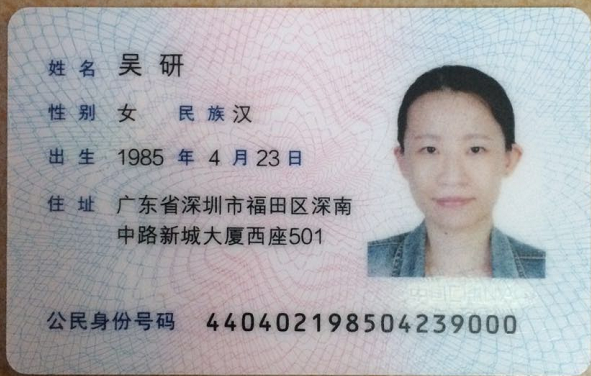 姓名 吴研
性别 女 民族 汉
出生 1985 年 4 月 23 日
住址 广东省深圳市福田区深南
中路新城大厦西座501
公民身份号码 440402198504239000